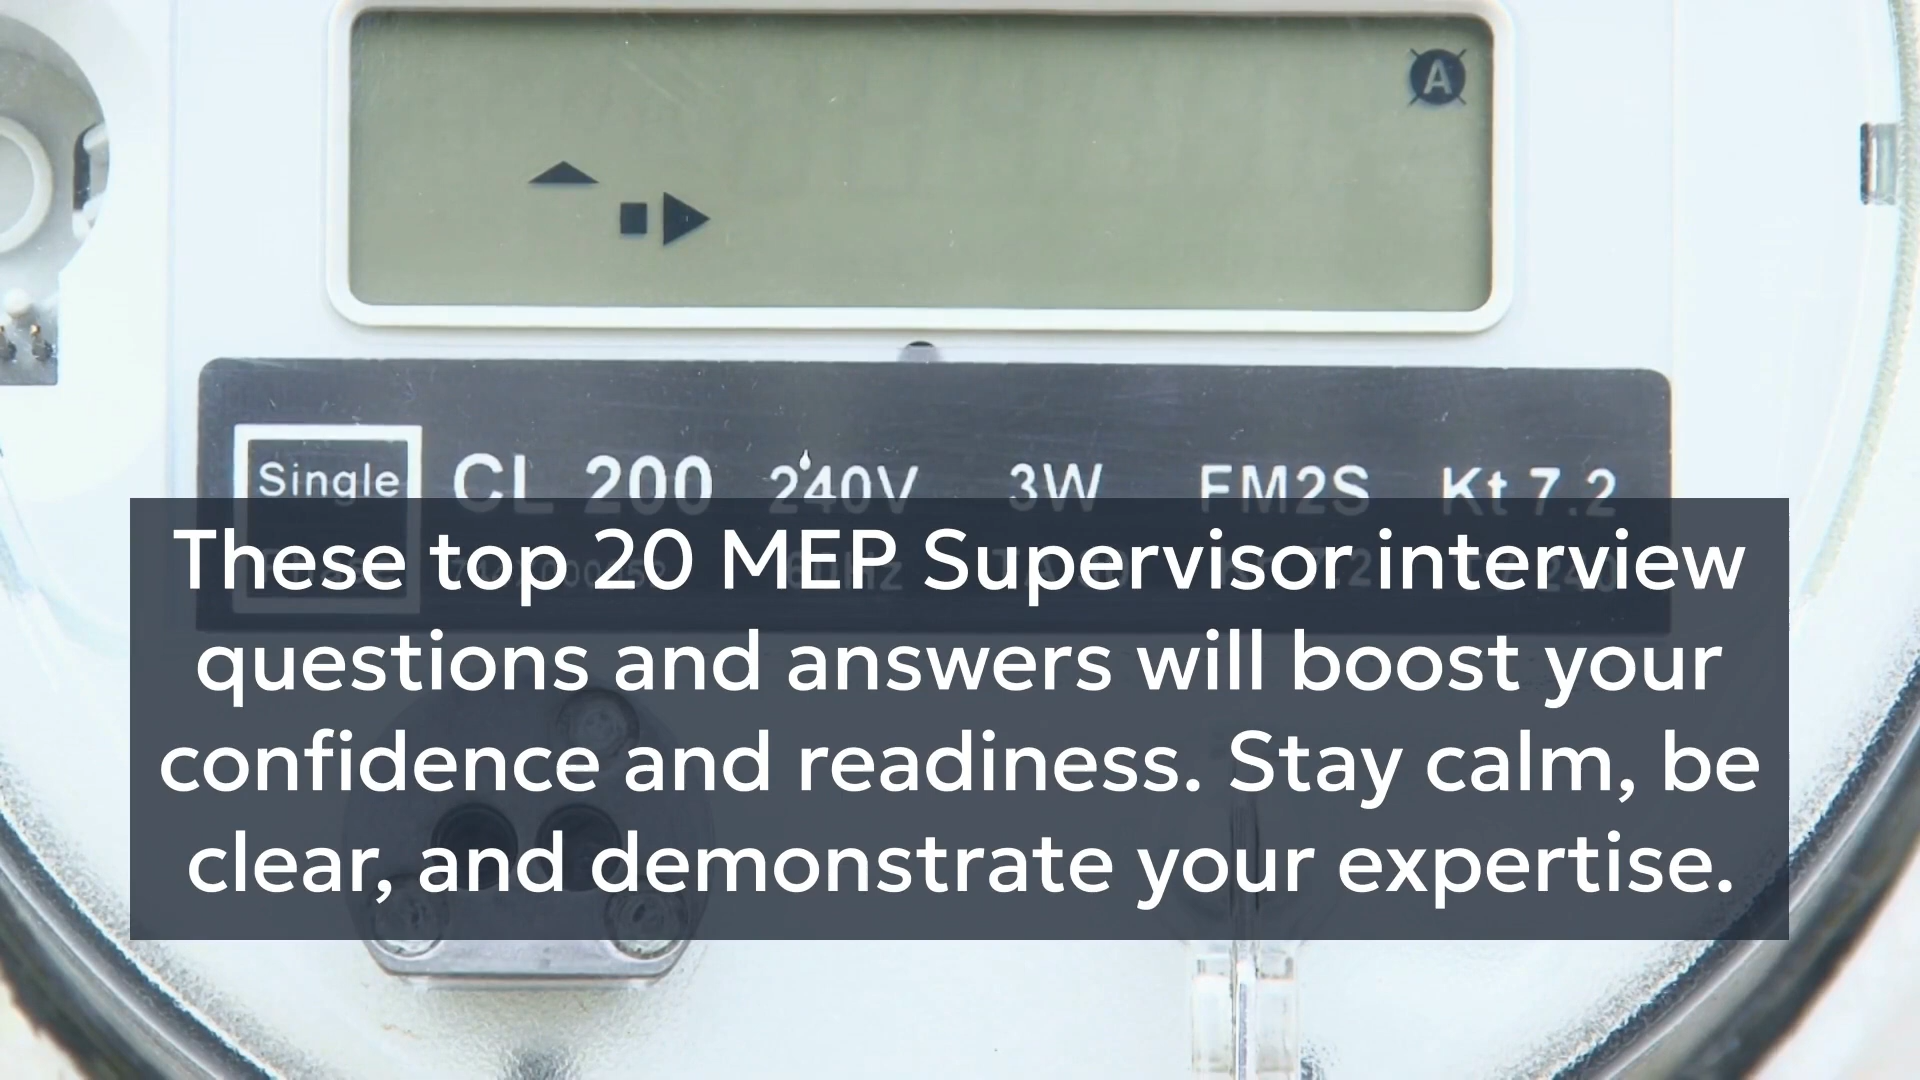 A
Single CL 200 240V 3W FM2S Kt 7.2
These top 20 MEP Supervisor interview
questions and answers will boost your
confidence and readiness. Stay calm, be
clear, and demonstrate your expertise.